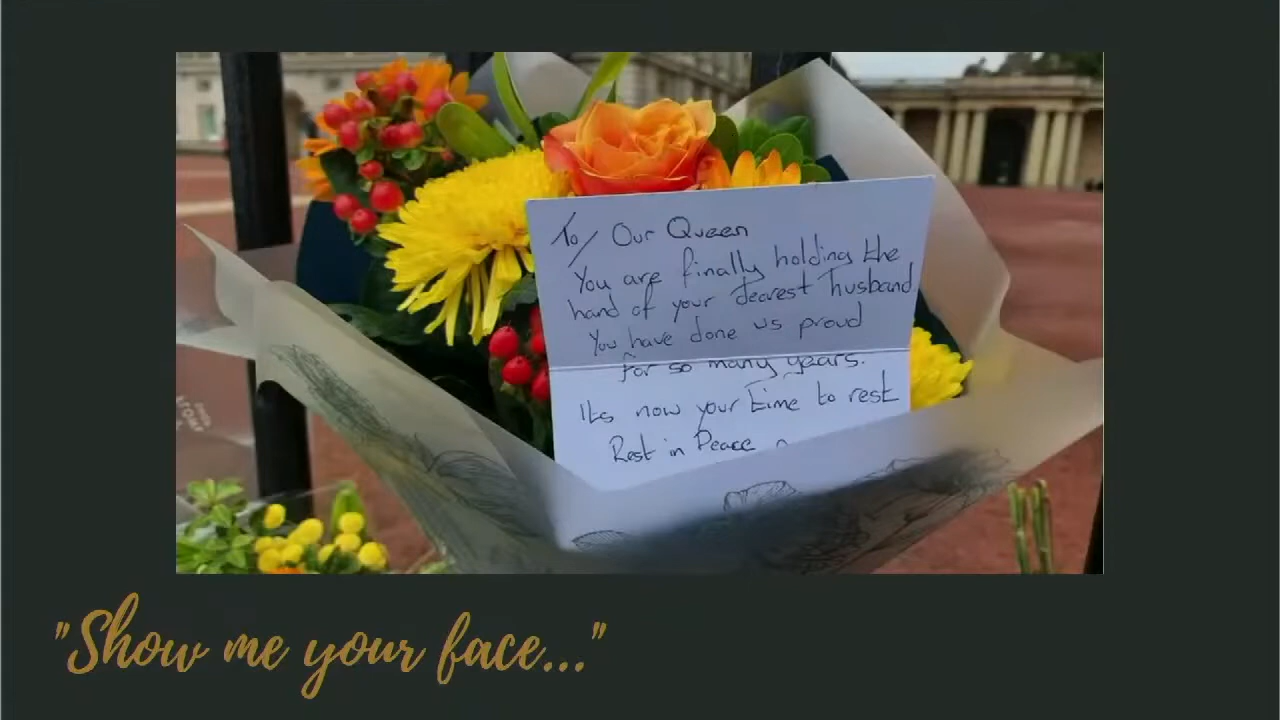 To/ Our Queen
You are finally holding the
hand of your dearest husband
You have done us proud
for so many years.
Its now your time to rest
Rest in Peace
"Show me your face..."